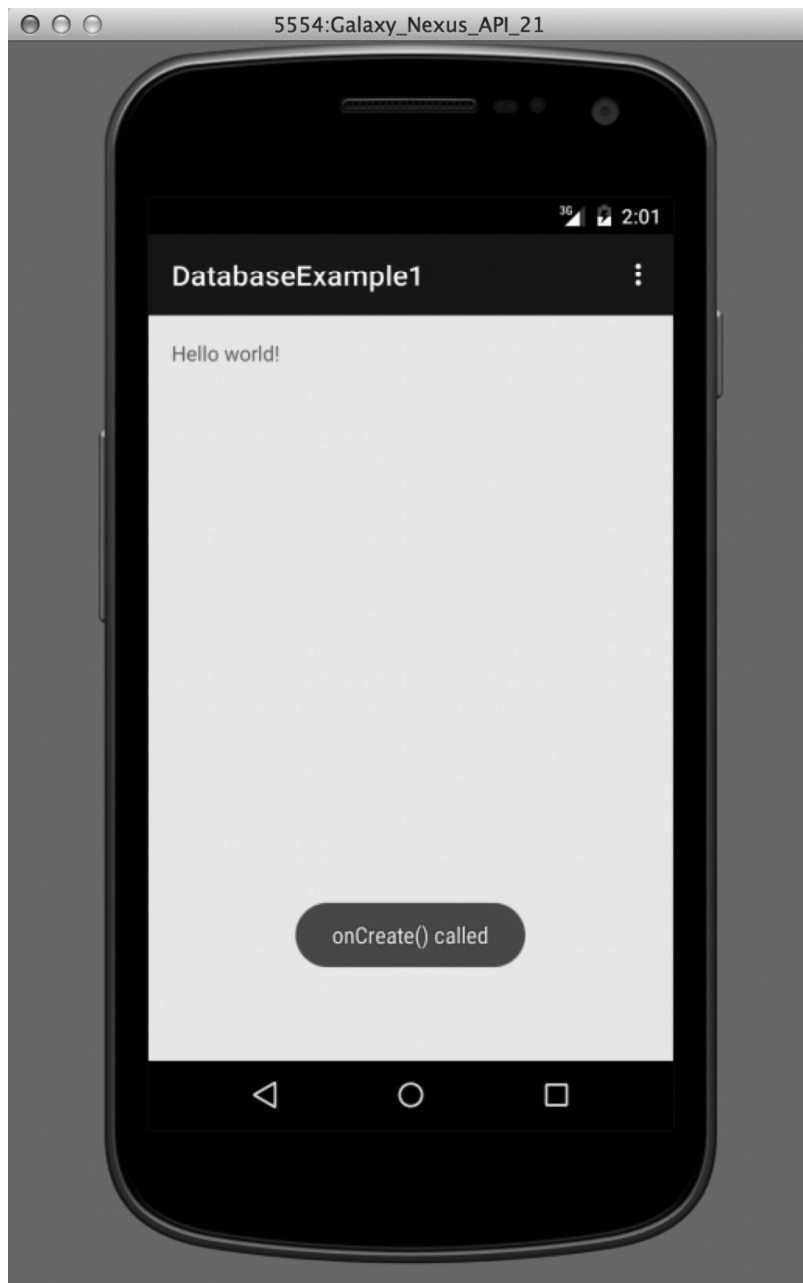 5554:Galaxy_Nexus_API_21
3G 2:01
DatabaseExample1
Hello world!
onCreate() called